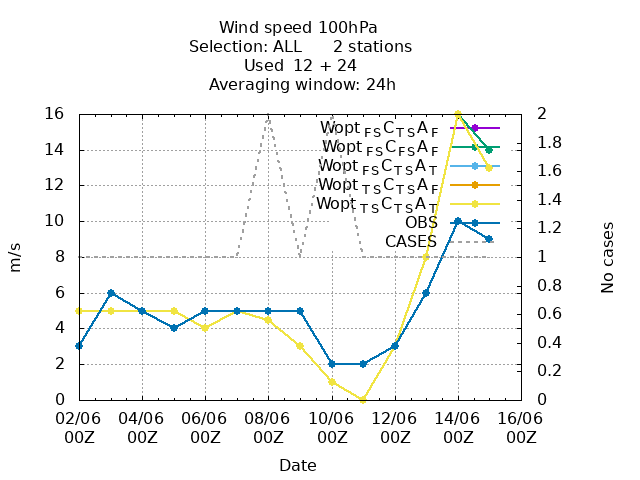 Wind speed 100hPa
Selection: ALL 2 stations
Used 12 + 24
Averaging window: 24h
16 14 12 10 8 6 4 2 0
m/s
2 1.8 1.6 1.4 1.2 1 0.8 0.6 0.4 0.2 0
No cases
Wopt FS C TS A F
Wopt FS C FS A F
Wopt FS C TS A T
Wopt TS C TS A F
Wopt TS C TS A T
OBS
CASES
02/06 04/06 06/06 08/06 10/06 12/06 14/06 16/06
00Z 00Z 00Z 00Z 00Z 00Z 00Z 00Z
Date